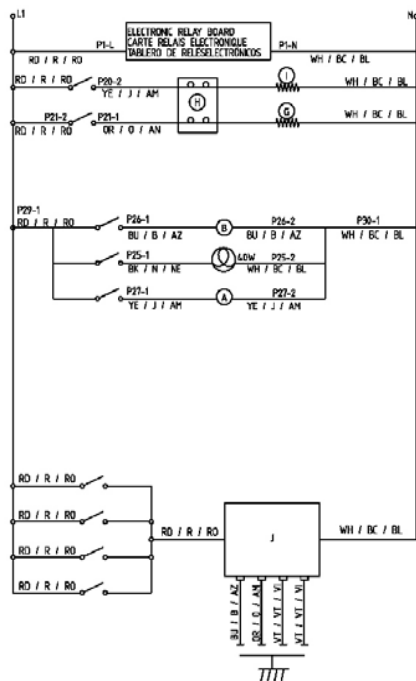 L1
N
ELECTRONIC RELAY BOARD
CARTE RELAIS ELECTRONIQUE
TABLERO DE RELÉSELECTRÓNICOS
P1-L
P1-N
RD / R / RO
WH / BC / BL
RD / R / RO
P20-2
YE / J / AM
H
I
WH / BC / BL
P21-2
P21-1
RD / R / RO
OR / O / AN
G
WH / BC / BL
P29-1
RD / R / RO
P26-1
BU / B / AZ
B
P26-2
BU / B / AZ
P30-1
WH / BC / BL
P25-1
BK / N / NE
40W
P25-2
WH / BC / BL
P27-1
YE / J / AM
A
P27-2
YE / J / AM
RD / R / RO
RD / R / RO
RD / R / RO
RD / R / RO
RD / R / RO
J
WH / BC / BL
BU / B / AZ
OR / O / AM
VT / VT / VI
VT / VT / VI